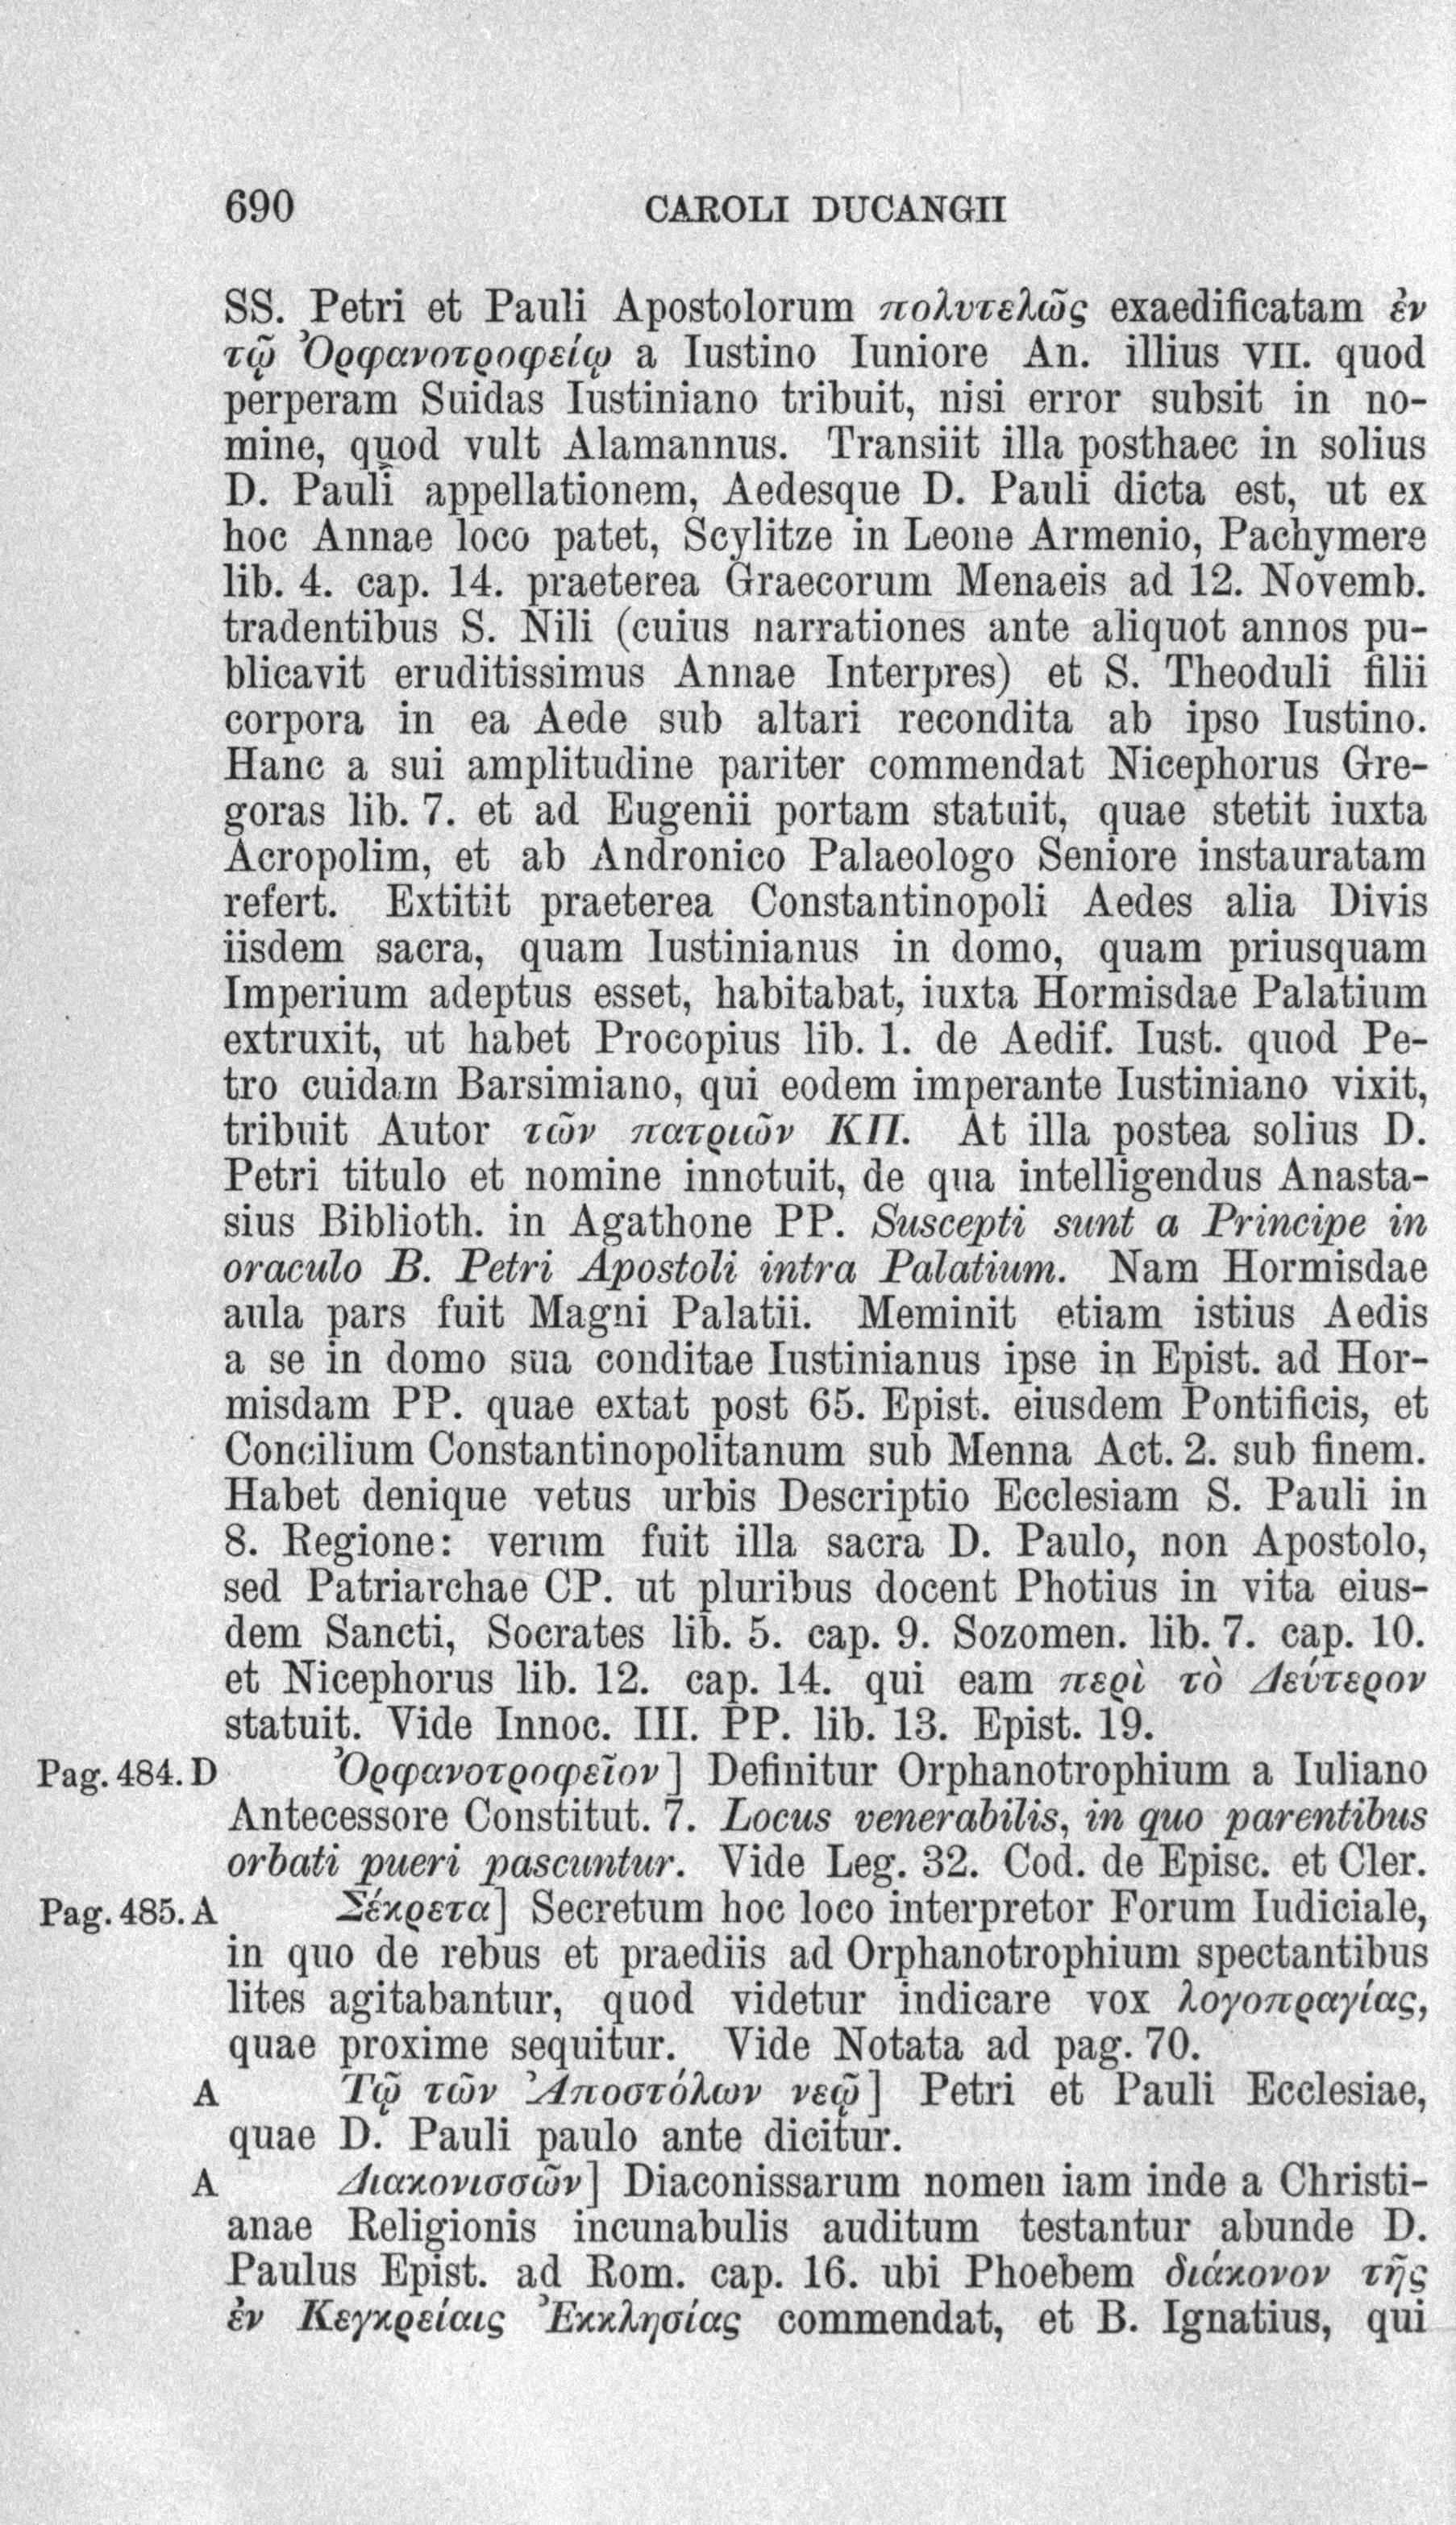 690 CAROLI DUCANGII
SS. Petri et Pauli Apostolorum πολυτελῶς exaedificatam ἐν
τῷ Ὀρφανοτροφείῳ a Iustino Iuniore An. illius VII. quod
perperam Suidas Iustiniano tribuit, nisi error subsit in no-
mine, quod vult Alamannus. Transiit illa posthaec in solius
D. Pauli appellationem, Aedesque D. Pauli dicta est, ut ex
hoc Annae loco patet, Scylitze in Leone Armenio, Pachymere
lib. 4. cap. 14. praeterea Graecorum Menaeis ad 12. Novemb.
tradentibus S. Nili (cuius narrationes ante aliquot annos pu-
blicavit eruditissimus Annae Interpres) et S. Theoduli filii
corpora in ea Aede sub altari recondita ab ipso Iustino.
Hanc a sui amplitudine pariter commendat Nicephorus Gre-
goras lib. 7. et ad Eugenii portam statuit, quae stetit iuxta
Acropolim, et ab Andronico Palaeologo Seniore instauratam
refert. Extitit praeterea Constantinopoli Aedes alia Divis
iisdem sacra, quam Iustinianus in domo, quam priusquam
Imperium adeptus esset, habitabat, iuxta Hormisdae Palatium
extruxit, ut habet Procopius lib. 1. de Aedif. Iust. quod Pe-
tro cuidam Barsimiano, qui eodem imperante Iustiniano vixit,
tribuit Autor τῶν πατριῶν ΚΠ. At illa postea solius D.
Petri titulo et nomine innotuit, de qua intelligendus Anasta-
sius Biblioth. in Agathone PP. Suscepti sunt a Principe in
oraculo B. Petri Apostoli intra Palatium. Nam Hormisdae
aula pars fuit Magni Palatii. Meminit etiam istius Aedis
a se in domo sua conditae Iustinianus ipse in Epist. ad Hor-
misdam PP. quae extat post 65. Epist. eiusdem Pontificis, et
Concilium Constantinopolitanum sub Menna Act. 2. sub finem.
Habet denique vetus urbis Descriptio Ecclesiam S. Pauli in
8. Regione: verum fuit illa sacra D. Paulo, non Apostolo,
sed Patriarchae CP. ut pluribus docent Photius in vita eius-
dem Sancti, Socrates lib. 5. cap. 9. Sozomen. lib. 7. cap. 10.
et Nicephorus lib. 12. cap. 14. qui eam περὶ τὸ Δεύτερον
statuit. Vide Innoc. III. PP. lib. 13. Epist. 19.
Pag. 484. D Ὀρφανοτροφεῖον] Definitur Orphanotrophium a Iuliano
Antecessore Constitut. 7. Locus venerabilis, in quo parentibus
orbati pueri pascuntur. Vide Leg. 32. Cod. de Episc. et Cler.
Pag. 485. A Σέκρετα] Secretum hoc loco interpretor Forum Iudiciale,
in quo de rebus et praediis ad Orphanotrophium spectantibus
lites agitabantur, quod videtur indicare vox λογοπραγίας,
quae proxime sequitur. Vide Notata ad pag. 70.
A Τῷ τῶν Ἀποστόλων νεῷ] Petri et Pauli Ecclesiae,
quae D. Pauli paulo ante dicitur.
A Διακονισσῶν] Diaconissarum nomen iam inde a Christi-
anae Religionis incunabulis auditum testantur abunde D.
Paulus Epist. ad Rom. cap. 16. ubi Phoebem διάκονον τῆς
ἐν Κεγκρείαις Ἐκκλησίας commendat, et B. Ignatius, qui